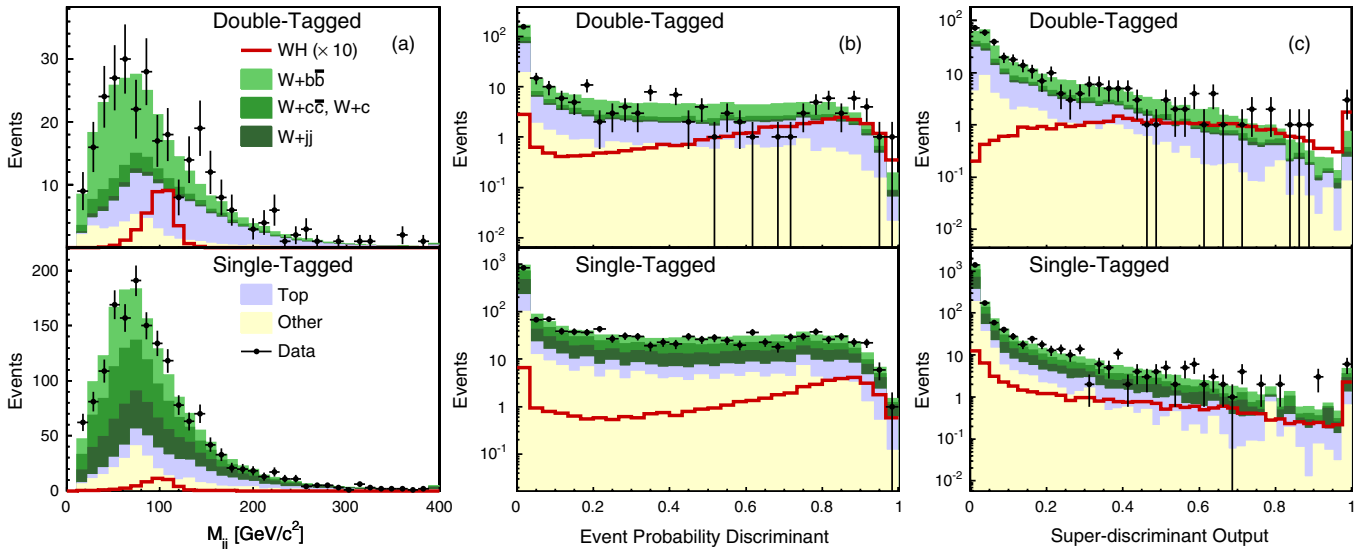 Double-Tagged
(a)
WH (× 10)
W+bb̅
W+cc̅, W+c
W+jj
Events
30
20
10
Single-Tagged
Top
Other
Data
Events
200
150
100
50
0
0 100 200 300 400
M_jj [GeV/c²]
Double-Tagged
(b)
Events
10²
10
1
10⁻¹
10⁻²
Single-Tagged
Events
10³
10²
10
1
10⁻¹
0 0.2 0.4 0.6 0.8 1
Event Probability Discriminant
Double-Tagged
(c)
Events
10²
10
1
10⁻¹
10⁻²
Single-Tagged
Events
10³
10²
10
1
10⁻¹
10⁻²
0 0.2 0.4 0.6 0.8 1
Super-discriminant Output